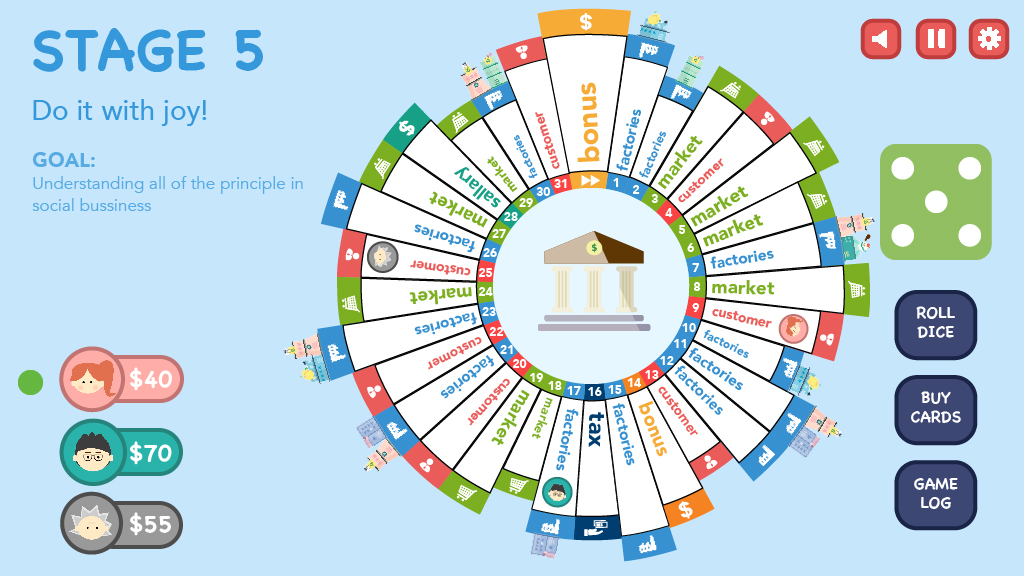 STAGE 5
Do it with joy!
GOAL:
Understanding all of the principle in
social bussiness
$40
$70
$55
$
bonus
factories
1
factories
2
market
3
customer
4
market
5
market
6
factories
7
market
8
customer
9
factories
10
factories
11
factories
12
customer
13
$
bonus
14
factories
15
tax
16
factories
17
market
18
market
19
customer
20
factories
21
customer
22
factories
23
market
24
customer
25
factories
26
market
27
$
sallary
28
market
29
factories
30
customer
31
$
ROLL
DICE
BUY
CARDS
GAME
LOG